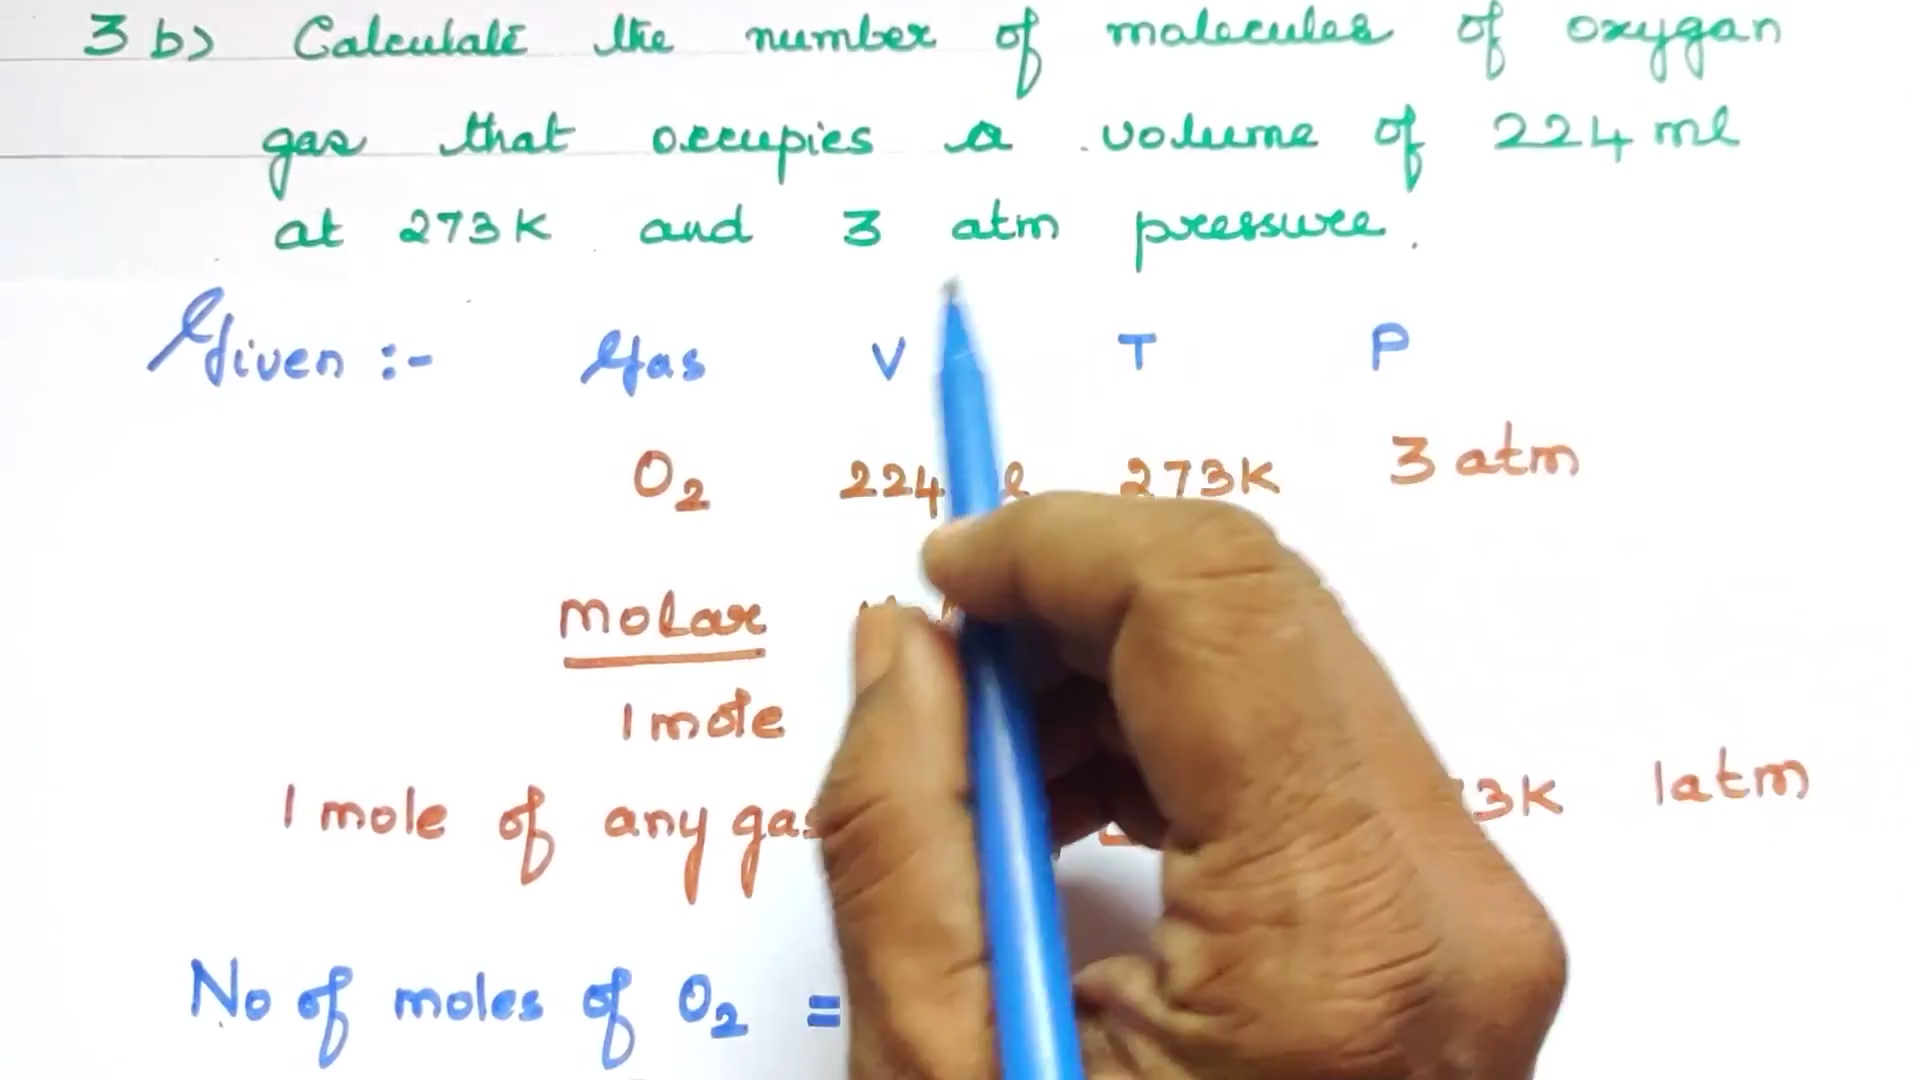 3 b) Calculate the number of molecules of oxygen
gas that occupies a volume of 224 ml
at 273K and 3 atm pressure.
Given :- Gas V T P
O2 224 273K 3 atm
Molar
1 mole
1 mole of any gas 3K 1atm
No of moles of O2 =